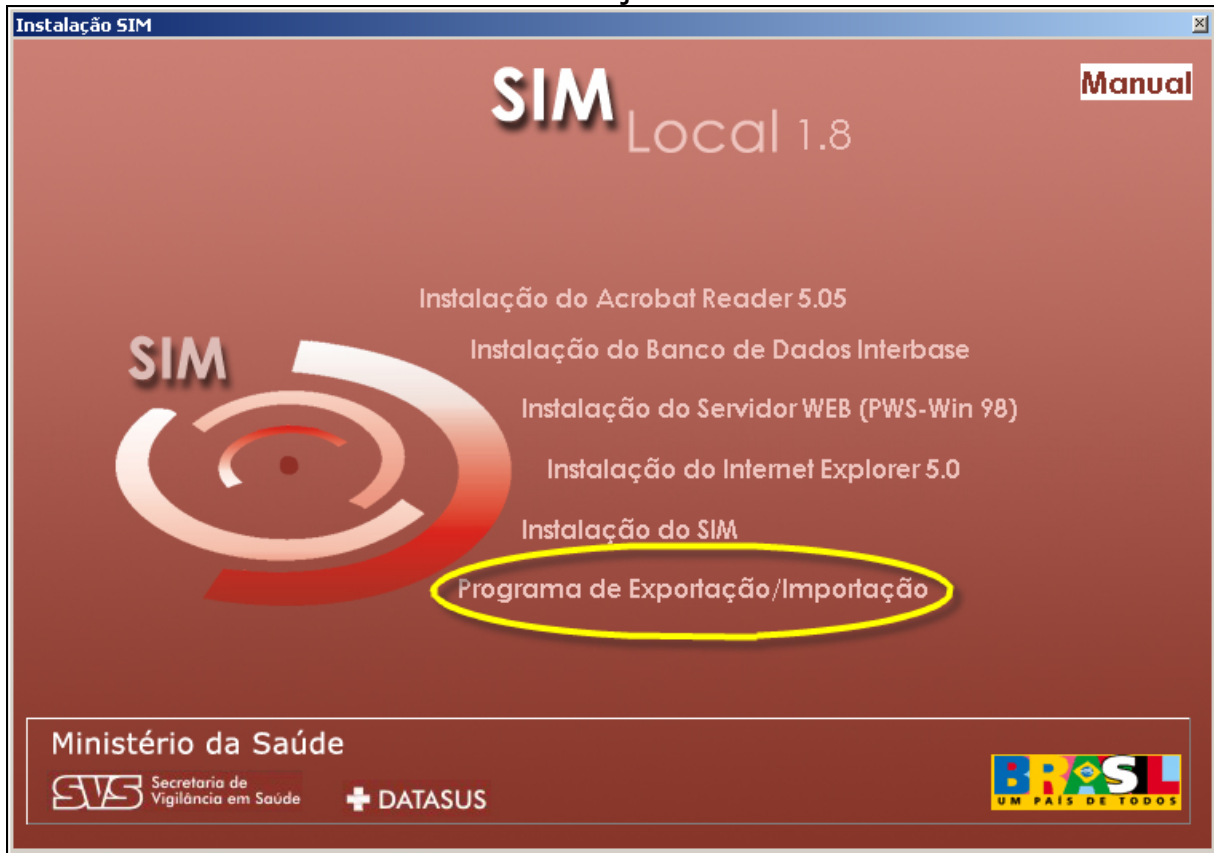 Instalação SIM
SIM
Local 1.8
Manual
Instalação do Acrobat Reader 5.05
SIM
Instalação do Banco de Dados Interbase
Instalação do Servidor WEB (PWS-Win 98)
Instalação do Internet Explorer 5.0
Instalação do SIM
Programa de Exportação/Importação
Ministério da Saúde
SVS Secretaria de
Vigilância em Saúde
DATASUS
BRASIL
UM PAÍS DE TODOS